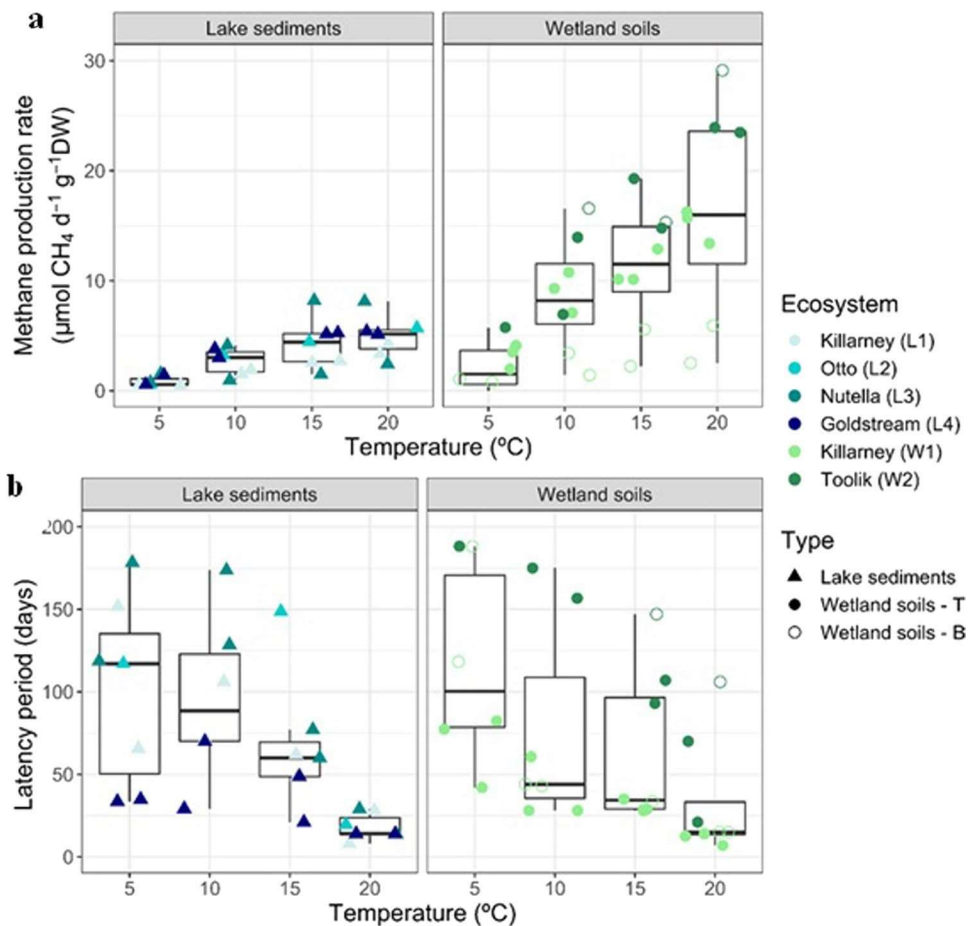 a
Lake sediments
Wetland soils
Methane production rate
(µmol CH₄ d⁻¹ g⁻¹DW)
30
20
10
0
5 10 15 20
5 10 15 20
Temperature (ºC)
b
Lake sediments
Wetland soils
Latency period (days)
200
150
100
50
0
5 10 15 20
5 10 15 20
Temperature (ºC)
Ecosystem
Killarney (L1)
Otto (L2)
Nutella (L3)
Goldstream (L4)
Killarney (W1)
Toolik (W2)
Type
Lake sediments
Wetland soils - T
Wetland soils - B